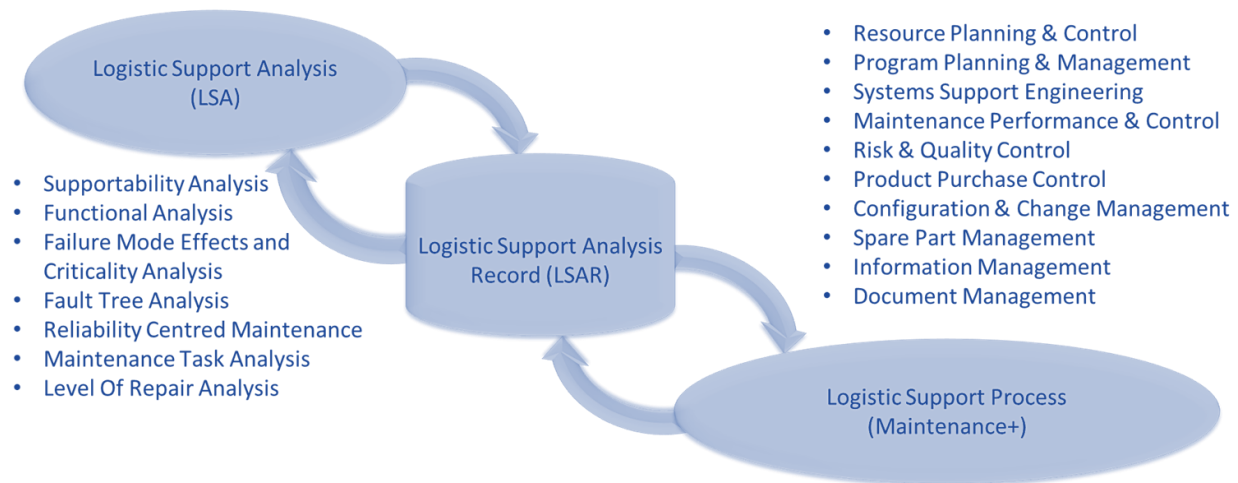 Logistic Support Analysis
(LSA)
• Supportability Analysis
• Functional Analysis
• Failure Mode Effects and
Criticality Analysis
• Fault Tree Analysis
• Reliability Centred Maintenance
• Maintenance Task Analysis
• Level Of Repair Analysis
Logistic Support Analysis
Record (LSAR)
• Resource Planning & Control
• Program Planning & Management
• Systems Support Engineering
• Maintenance Performance & Control
• Risk & Quality Control
• Product Purchase Control
• Configuration & Change Management
• Spare Part Management
• Information Management
• Document Management
Logistic Support Process
(Maintenance+)